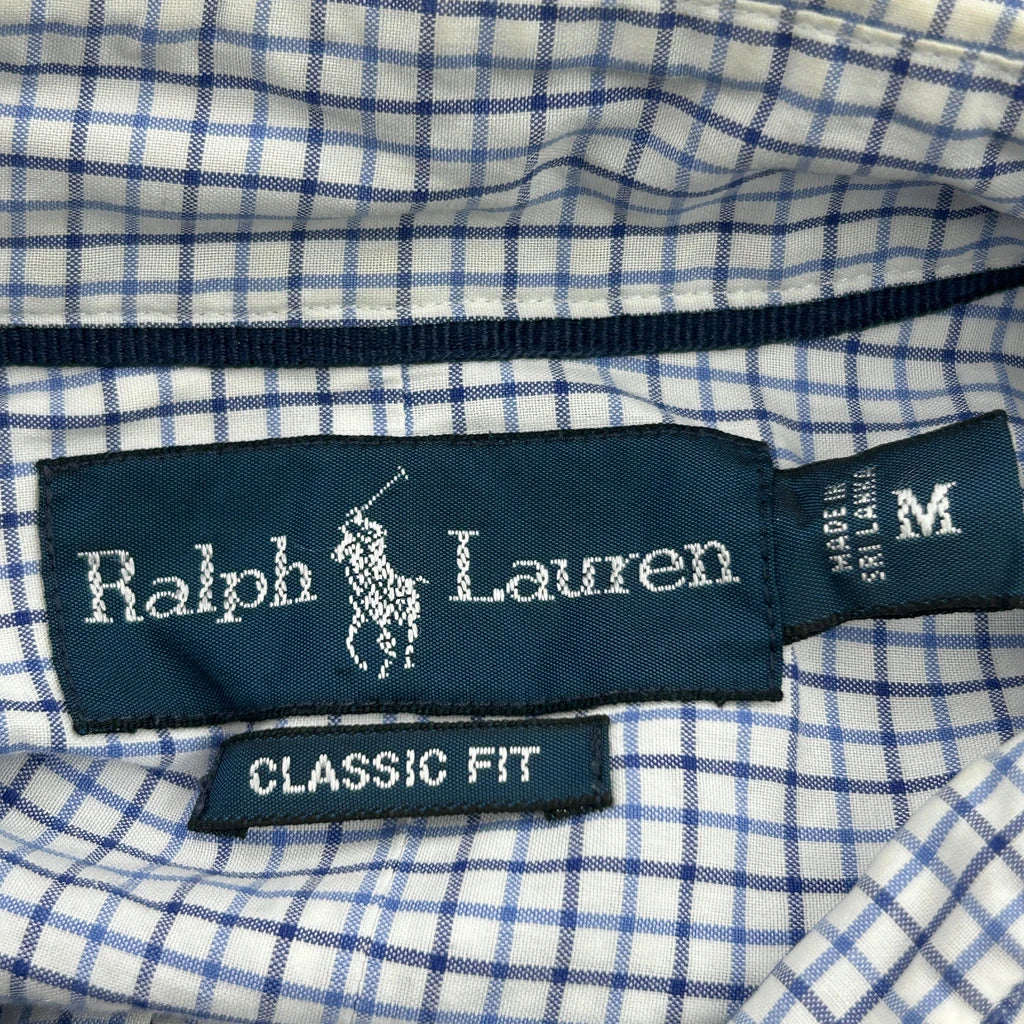 Ralph Lauren
MADE IN
SRI LANKA
M
CLASSIC FIT